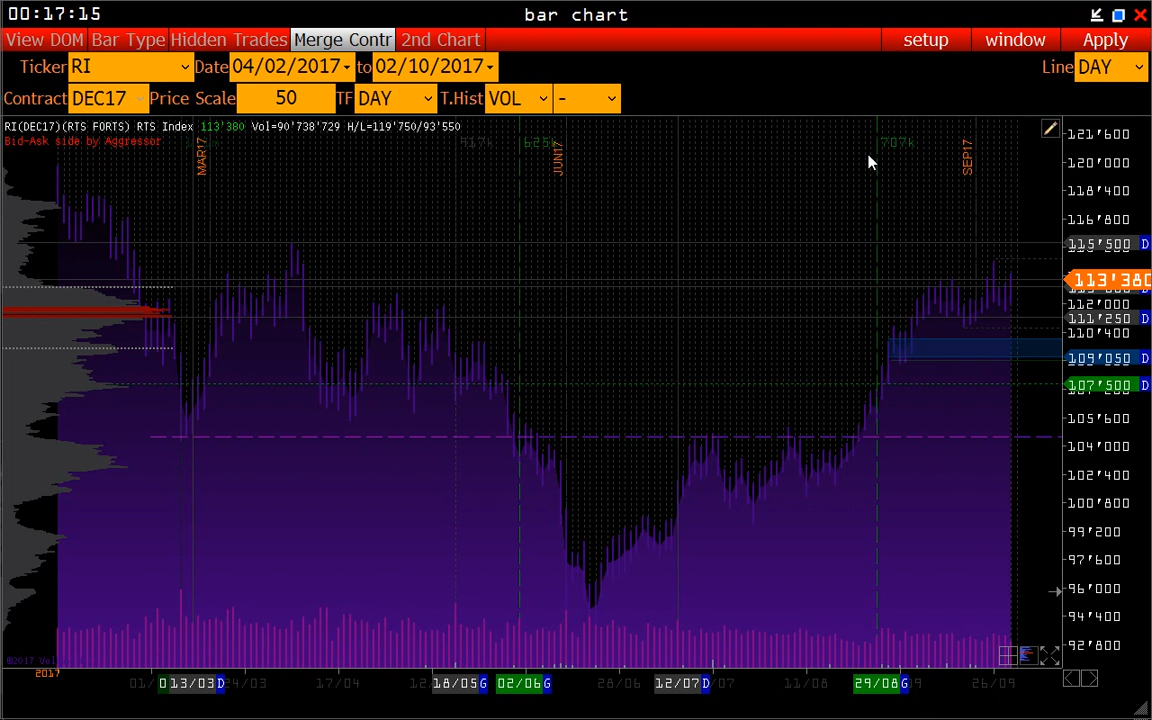 00:17:15 bar chart
View DOM Bar Type Hidden Trades Merge Contr 2nd Chart setup window Apply
Ticker RI Date 04/02/2017 to 02/10/2017 Line DAY
Contract DEC17 Price Scale 50 TF DAY T.Hist VOL -
RI(DEC17)(RTS FORTS) RTS Index 113'380 Vol=90'738'729 H/L=119'750/93'550
Bid-Ask side by Aggressor
MAR17 JUN17 707k SEP17
121'600
120'000
118'400
116'800
115'500 D
113'380
112'000
111'250 D
110'400
109'050 D
107'500 D
105'600
104'000
102'400
100'800
99'200
97'600
96'000
94'400
92'800
2017
13/03 D 24/03 17/04 18/05 G 02/06 G 28/06 12/07 D 11/08 29/08 G 26/09